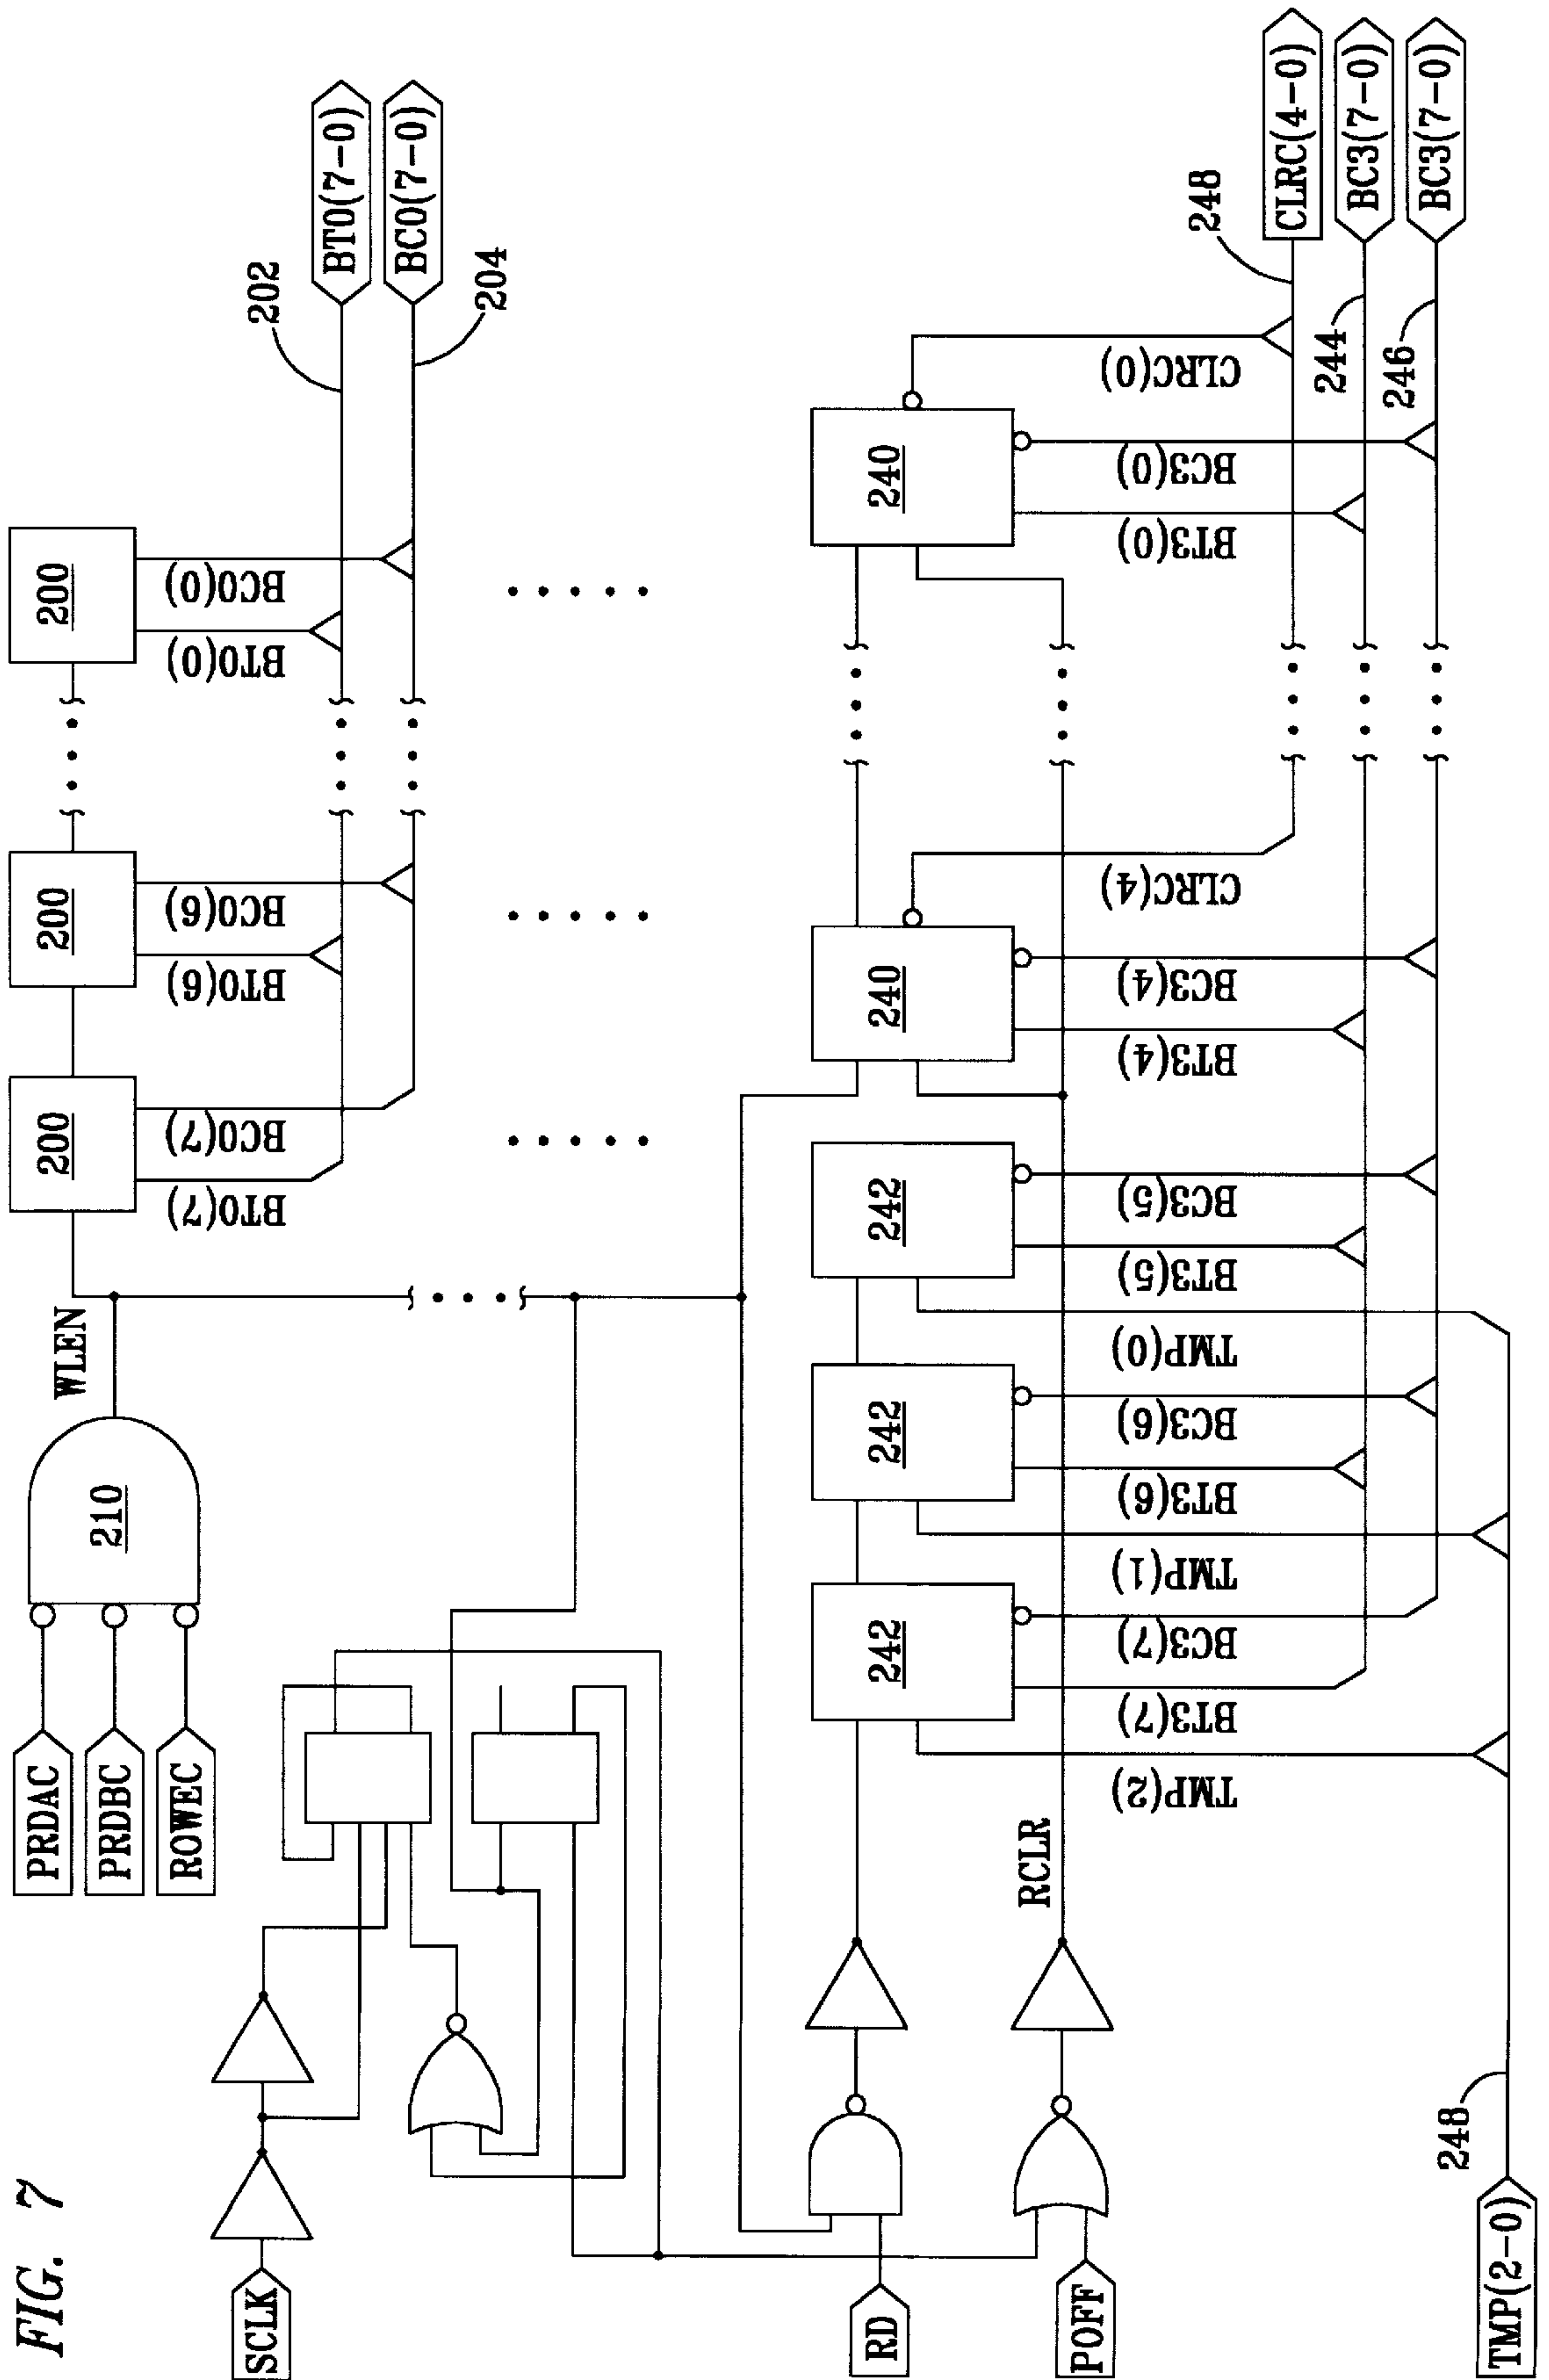 FIG. 7
PRDAC
PRDBC
ROWEC
210
WLEN
200
200
200
BT0(7)
BC0(7)
BT0(6)
BC0(6)
BT0(0)
BC0(0)
202
204
BT0(7-0)
BC0(7-0)
SCLK
RD
POFF
RCLR
242
242
242
240
240
TMP(2)
BT3(7)
BC3(7)
TMP(1)
BT3(6)
BC3(6)
TMP(0)
BT3(5)
BC3(5)
BT3(4)
BC3(4)
CLRC(4)
BT3(0)
BC3(0)
CLRC(0)
248
244
246
CLRC(4-0)
BC3(7-0)
BC3(7-0)
TMP(2-0)
248